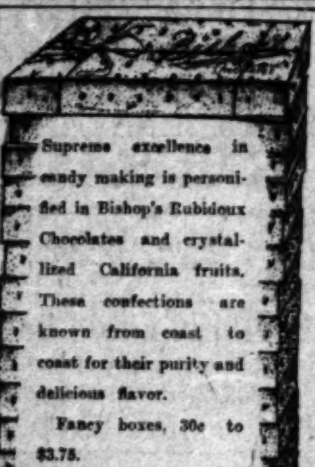 Supreme excellence in
candy making is personi-
fied in Bishop's Rubidoux
Chocolates and crystal-
lized California fruits.
These confections are
known from coast to
coast for their purity and
delicious flavor.
Fancy boxes, 30c to
$3.75.